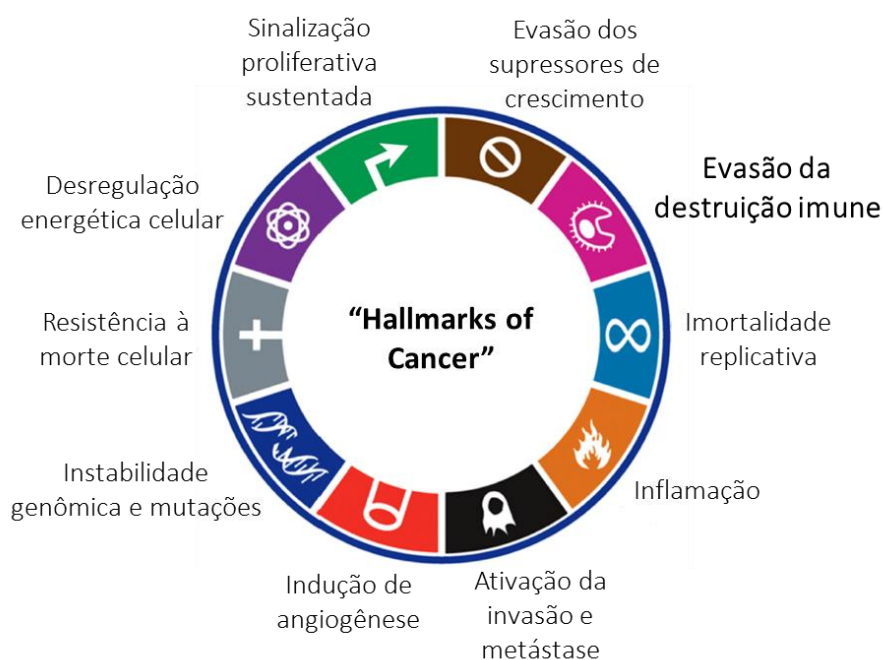 Sinalização
proliferativa
sustentada
Evasão dos
supressores de
crescimento
Evasão da
destruição imune
Imortalidade
replicativa
Inflamação
Ativação da
invasão e
metástase
Indução de
angiogênese
Instabilidade
genômica e mutações
Resistência à
morte celular
Desregulação
energética celular
“Hallmarks of
Cancer”